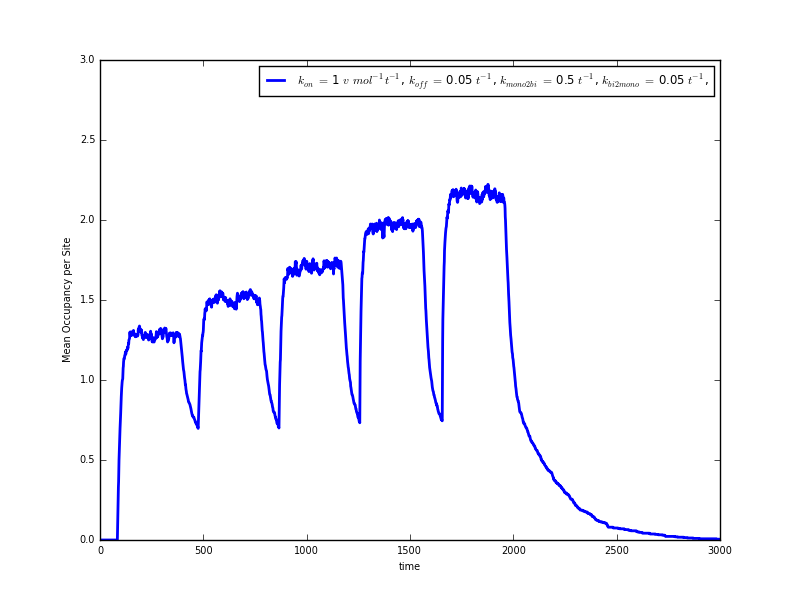 3.0
k_on = 1 v mol^-1 t^-1, k_off = 0.05 t^-1, k_mono2bi = 0.5 t^-1, k_bi2mono = 0.05 t^-1,
2.5
2.0
Mean Occupancy per Site
1.5
1.0
0.5
0.0
0 500 1000 1500 2000 2500 3000
time